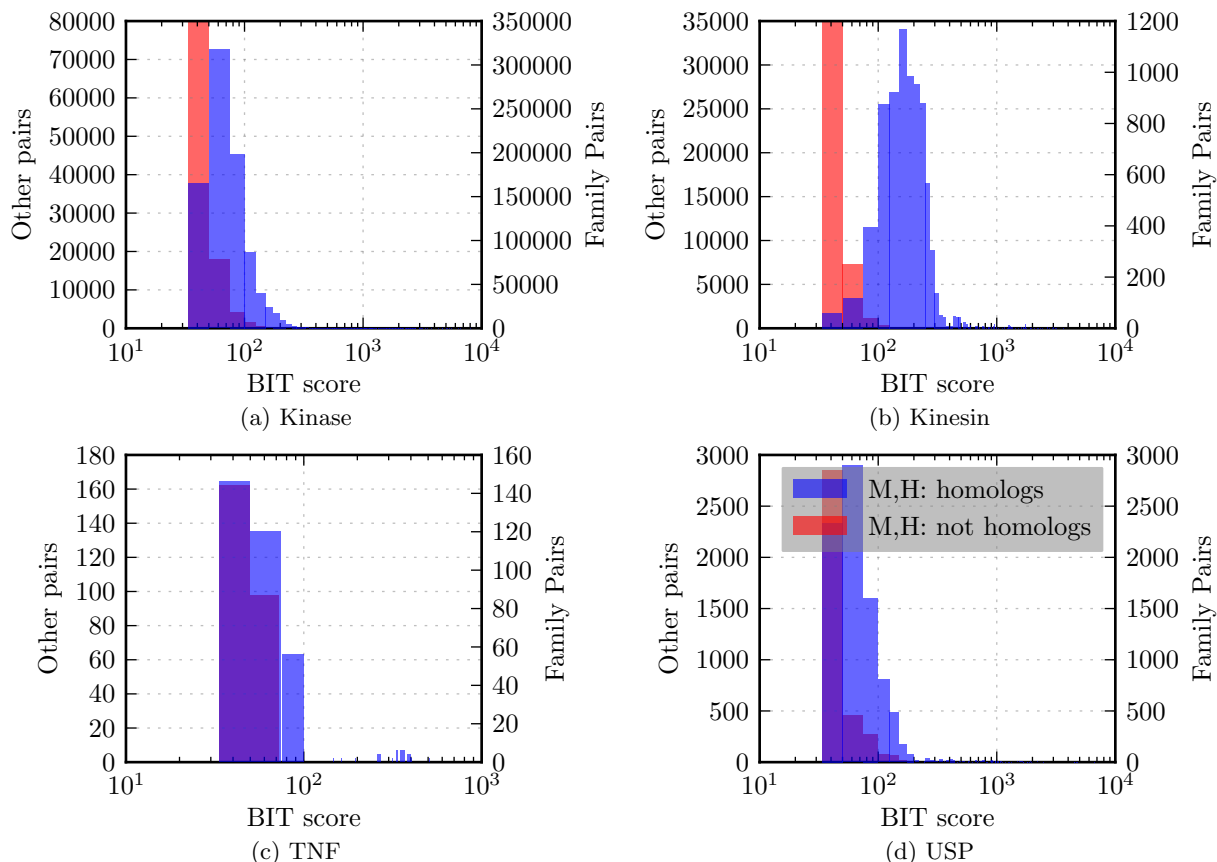 80000
70000
60000
50000
40000
30000
20000
10000
0
Other pairs
350000
300000
250000
200000
150000
100000
50000
0
Family Pairs
10^1 10^2 10^3 10^4
BIT score
(a) Kinase
35000
30000
25000
20000
15000
10000
5000
0
Other pairs
1200
1000
800
600
400
200
0
Family Pairs
10^1 10^2 10^3 10^4
BIT score
(b) Kinesin
180
160
140
120
100
80
60
40
20
0
Other pairs
160
140
120
100
80
60
40
20
0
Family Pairs
10^1 10^2 10^3
BIT score
(c) TNF
3000
2500
2000
1500
1000
500
0
Other pairs
M,H: homologs
M,H: not homologs
3000
2500
2000
1500
1000
500
0
Family Pairs
10^1 10^2 10^3 10^4
BIT score
(d) USP